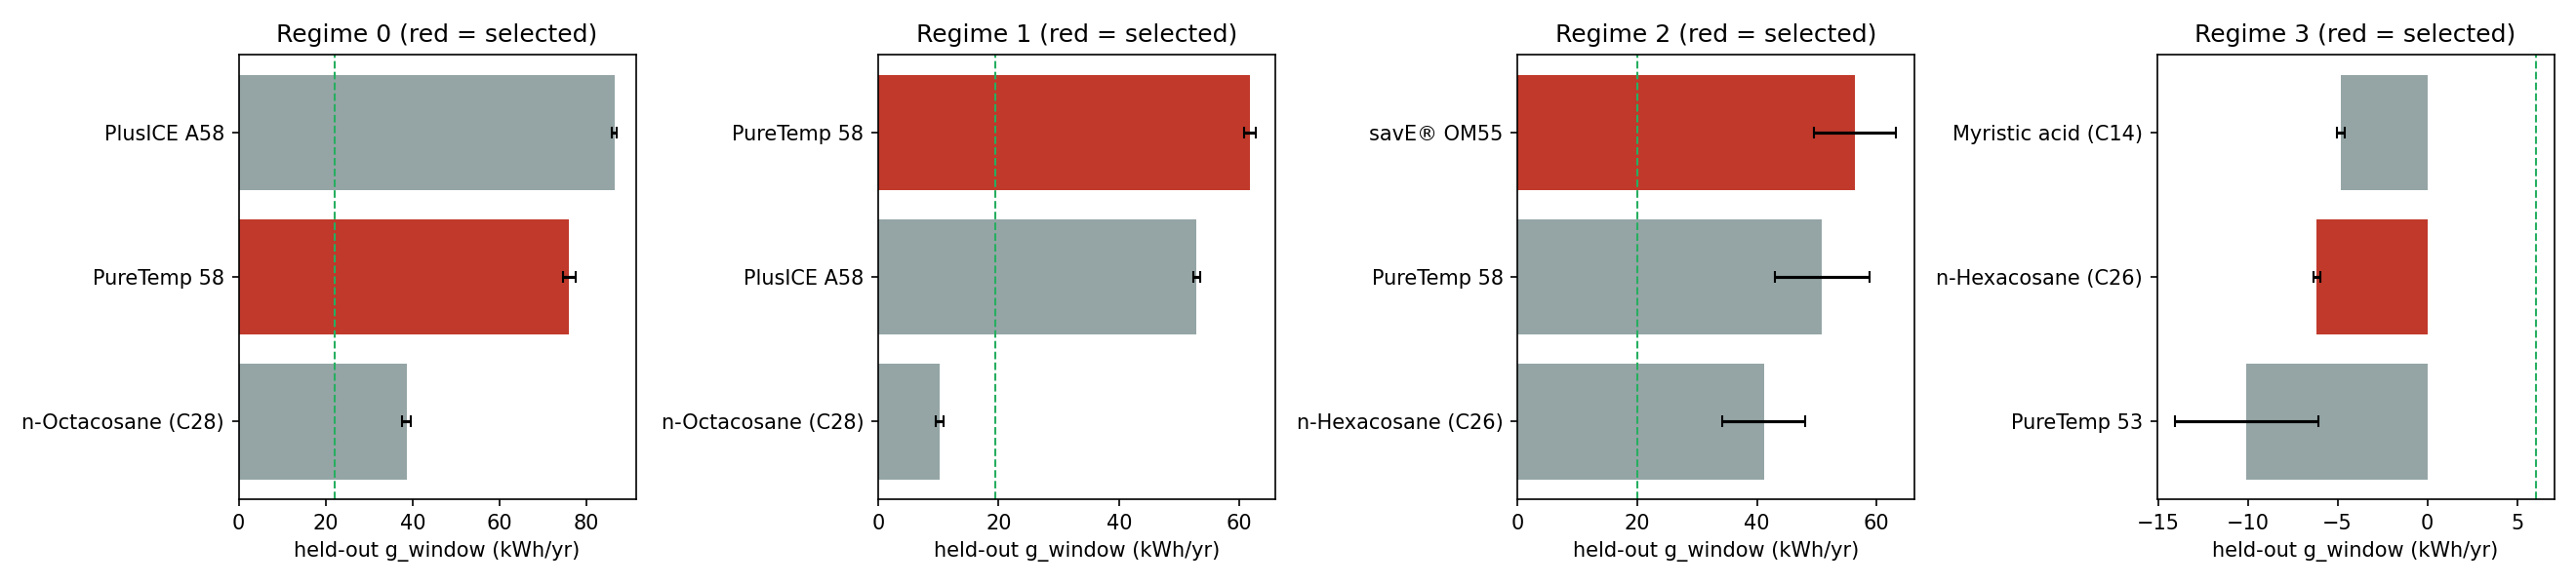 Regime 0 (red = selected)
PlusICE A58
PureTemp 58
n-Octacosane (C28)
0 20 40 60 80
held-out g_window (kWh/yr)
Regime 1 (red = selected)
PureTemp 58
PlusICE A58
n-Octacosane (C28)
0 20 40 60
held-out g_window (kWh/yr)
Regime 2 (red = selected)
savE® OM55
PureTemp 58
n-Hexacosane (C26)
0 20 40 60
held-out g_window (kWh/yr)
Regime 3 (red = selected)
Myristic acid (C14)
n-Hexacosane (C26)
PureTemp 53
−15 −10 −5 0 5
held-out g_window (kWh/yr)